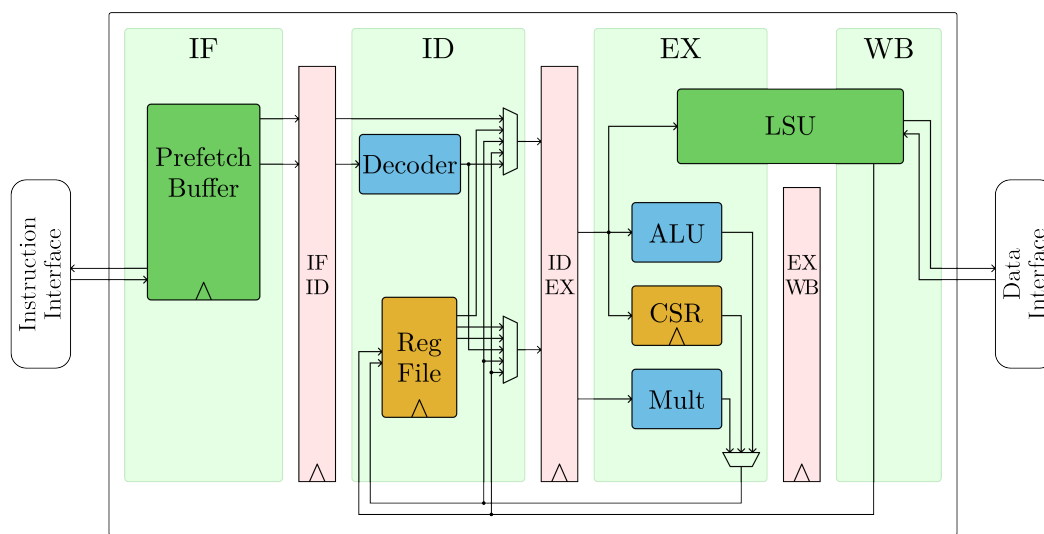 IF
ID
EX
WB
Prefetch
Buffer
Decoder
LSU
ALU
CSR
Mult
Reg
File
IF
ID
ID
EX
EX
WB
Instruction
Interface
Data
Interface